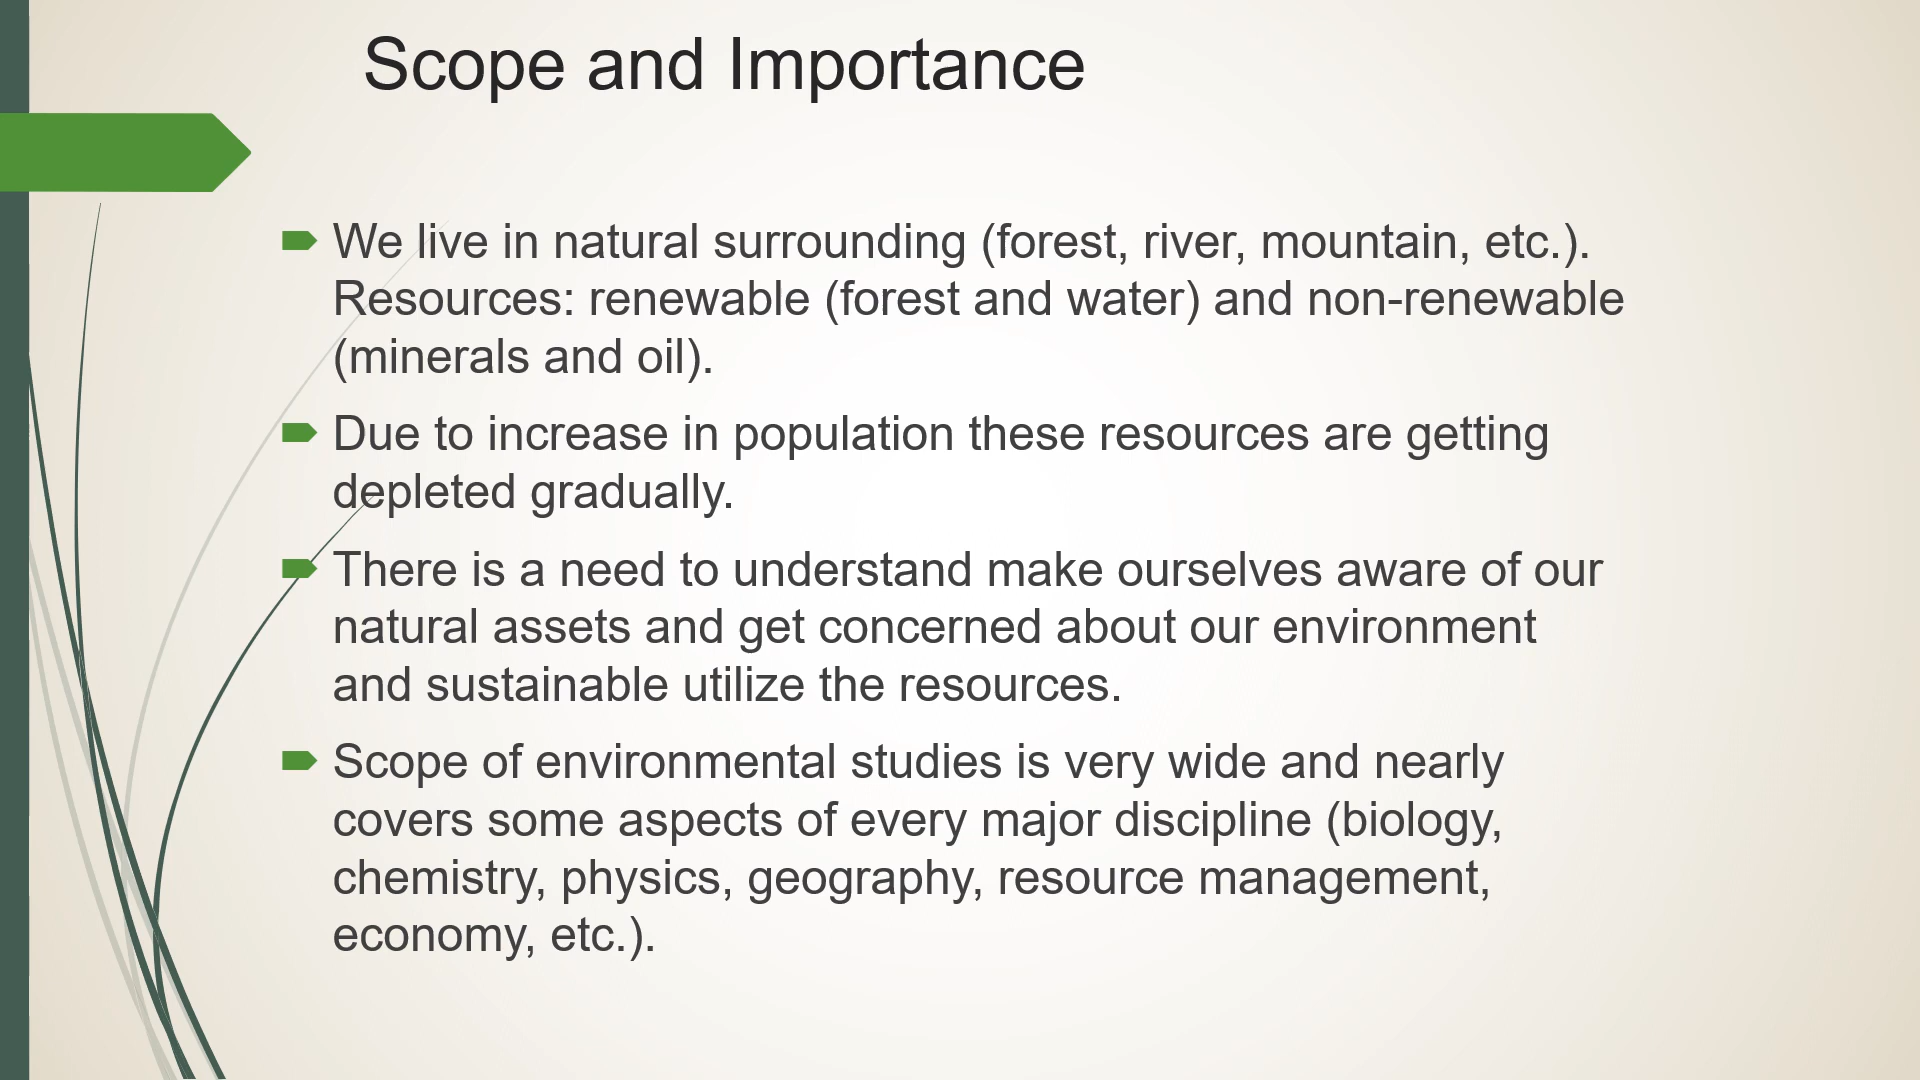 Scope and Importance
We live in natural surrounding (forest, river, mountain, etc.).
Resources: renewable (forest and water) and non-renewable
(minerals and oil).
Due to increase in population these resources are getting
depleted gradually.
There is a need to understand make ourselves aware of our
natural assets and get concerned about our environment
and sustainable utilize the resources.
Scope of environmental studies is very wide and nearly
covers some aspects of every major discipline (biology,
chemistry, physics, geography, resource management,
economy, etc.).